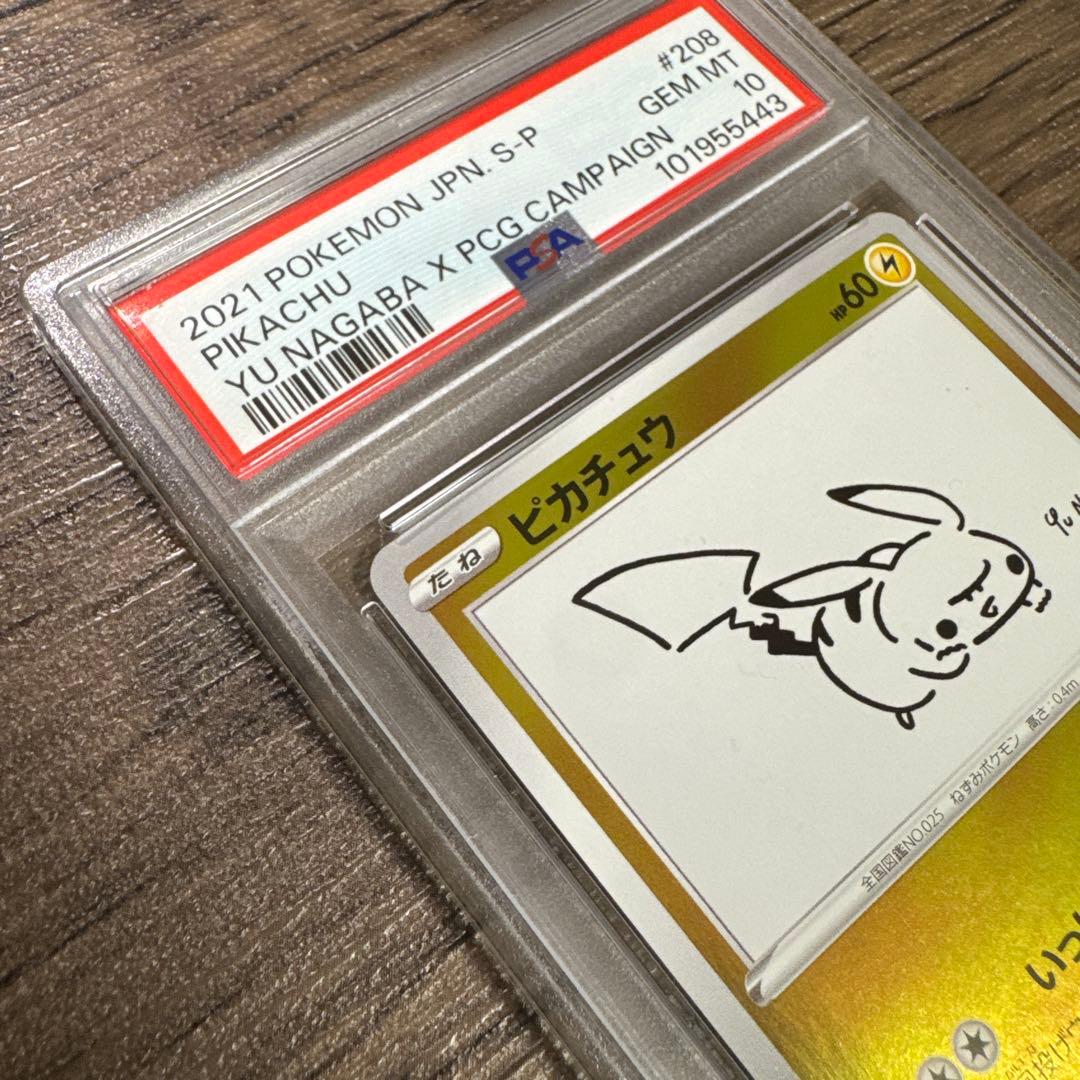 2021 POKEMON JPN. S-P #208
PIKACHU GEM MT
YU NAGABA X PCG CAMPAIGN 10
101955443
PSA
たね
ピカチュウ
HP60
Yu N
全国図鑑NO.025 ねずみポケモン 高さ:0.4m